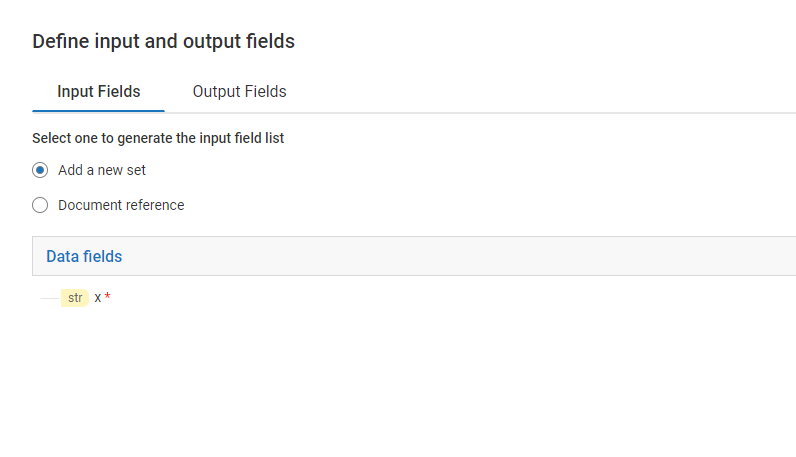 Define input and output fields
Input Fields Output Fields
Select one to generate the input field list
Add a new set
Document reference
Data fields
str x *